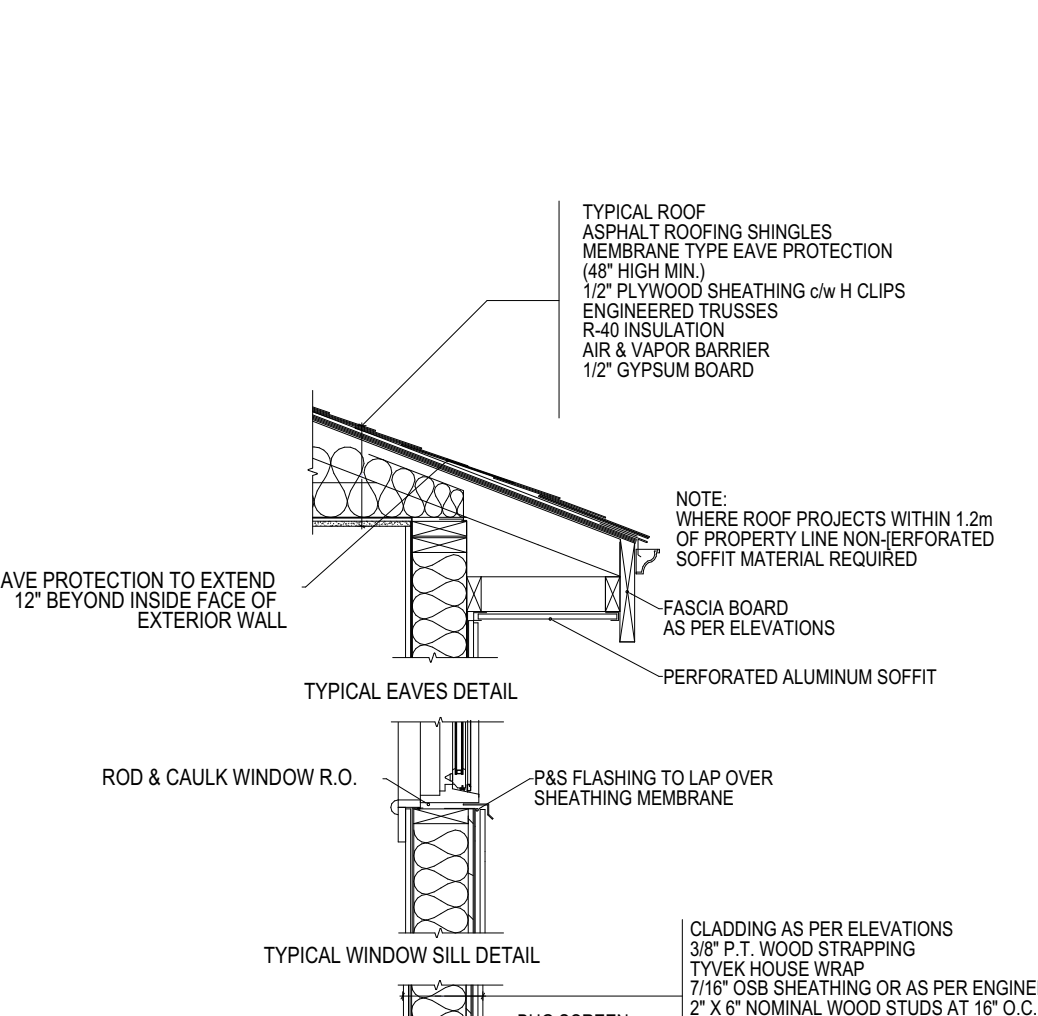 TYPICAL ROOF
ASPHALT ROOFING SHINGLES
MEMBRANE TYPE EAVE PROTECTION
(48" HIGH MIN.)
1/2" PLYWOOD SHEATHING c/w H CLIPS
ENGINEERED TRUSSES
R-40 INSULATION
AIR & VAPOR BARRIER
1/2" GYPSUM BOARD
NOTE:
WHERE ROOF PROJECTS WITHIN 1.2m
OF PROPERTY LINE NON-[ERFORATED
SOFFIT MATERIAL REQUIRED
AVE PROTECTION TO EXTEND
12" BEYOND INSIDE FACE OF
EXTERIOR WALL
FASCIA BOARD
AS PER ELEVATIONS
PERFORATED ALUMINUM SOFFIT
TYPICAL EAVES DETAIL
ROD & CAULK WINDOW R.O.
P&S FLASHING TO LAP OVER
SHEATHING MEMBRANE
TYPICAL WINDOW SILL DETAIL
CLADDING AS PER ELEVATIONS
3/8" P.T. WOOD STRAPPING
TYVEK HOUSE WRAP
7/16" OSB SHEATHING OR AS PER ENGINE
2" X 6" NOMINAL WOOD STUDS AT 16" O.C.